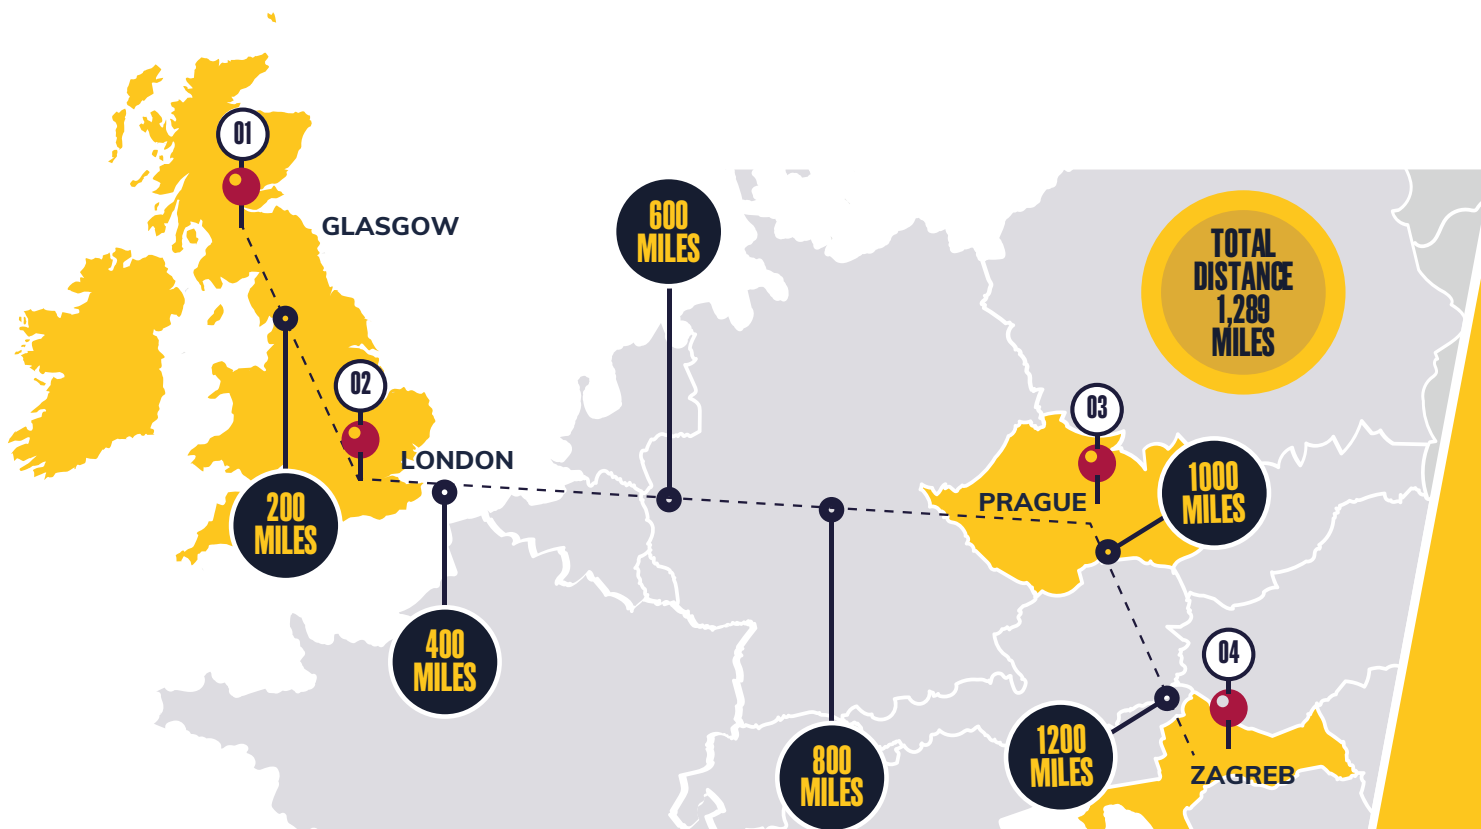 01
GLASGOW
600
MILES
TOTAL
DISTANCE
1,289
MILES
02
LONDON
03
PRAGUE
1000
MILES
200
MILES
400
MILES
04
800
MILES
1200
MILES
ZAGREB